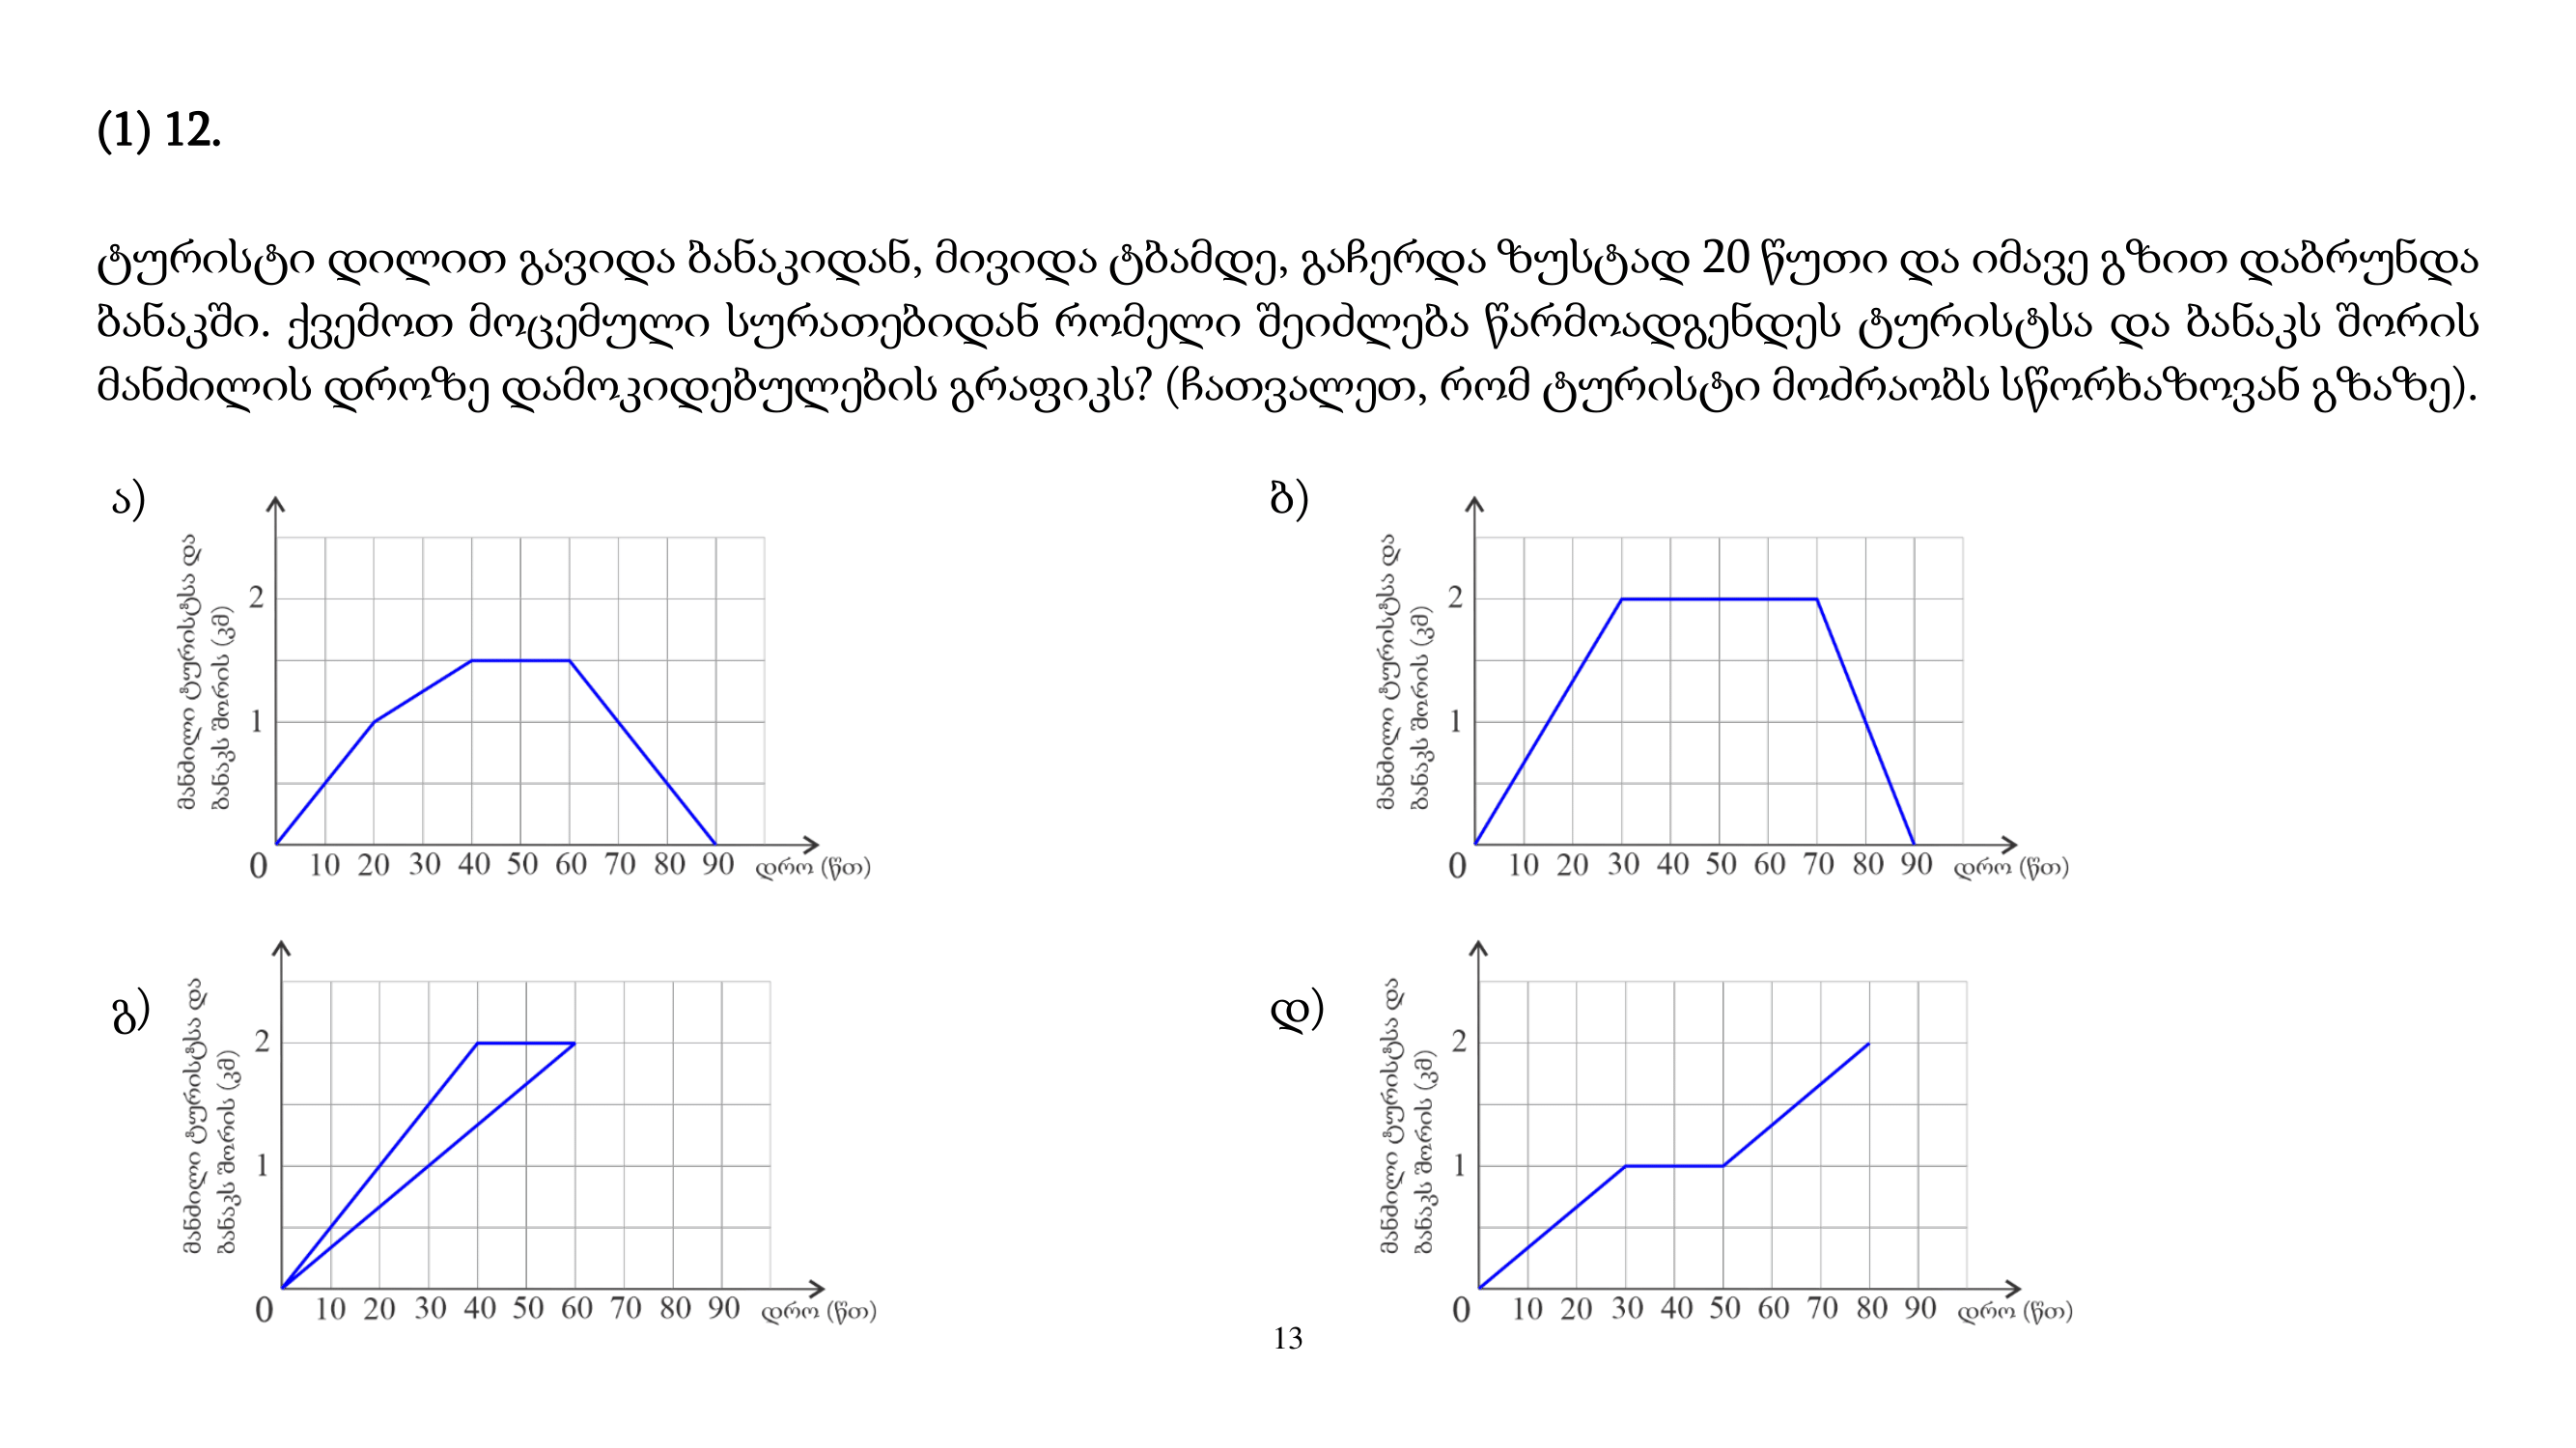 (1) 12.
ტურისტი დილით გავიდა ბანაკიდან, მივიდა ტბამდე, გაჩერდა ზუსტად 20 წუთი და იმავე გზით დაბრუნდა
ბანაკში. ქვემოთ მოცემული სურათებიდან რომელი შეიძლება წარმოადგენდეს ტურისტსა და ბანაკს შორის
მანძილის დროზე დამოკიდებულების გრაფიკს? (ჩათვალეთ, რომ ტურისტი მოძრაობს სწორხაზოვან გზაზე).
ა)
მანძილი ტურისტსა და
ბანაკს შორის (კმ)
2
1
0 10 20 30 40 50 60 70 80 90 დრო (წთ)
ბ)
მანძილი ტურისტსა და
ბანაკს შორის (კმ)
2
1
0 10 20 30 40 50 60 70 80 90 დრო (წთ)
გ)
მანძილი ტურისტსა და
ბანაკს შორის (კმ)
2
1
0 10 20 30 40 50 60 70 80 90 დრო (წთ)
დ)
მანძილი ტურისტსა და
ბანაკს შორის (კმ)
2
1
0 10 20 30 40 50 60 70 80 90 დრო (წთ)
13